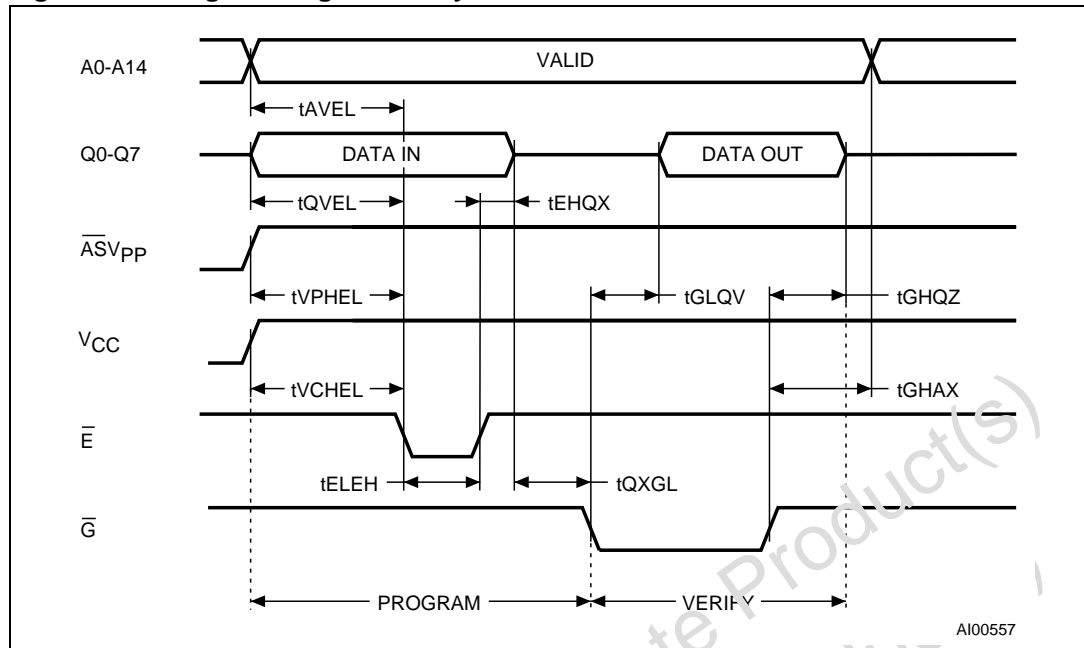 A0-A14
VALID
tAVEL
Q0-Q7
DATA IN
DATA OUT
tQVEL
tEHQX
ASVPP
tVPHEL
tGLQV
tGHQZ
VCC
tVCHEL
tGHAX
E
tELEH
tQXGL
G
PROGRAM
VERIFY
AI00557
Product(s)